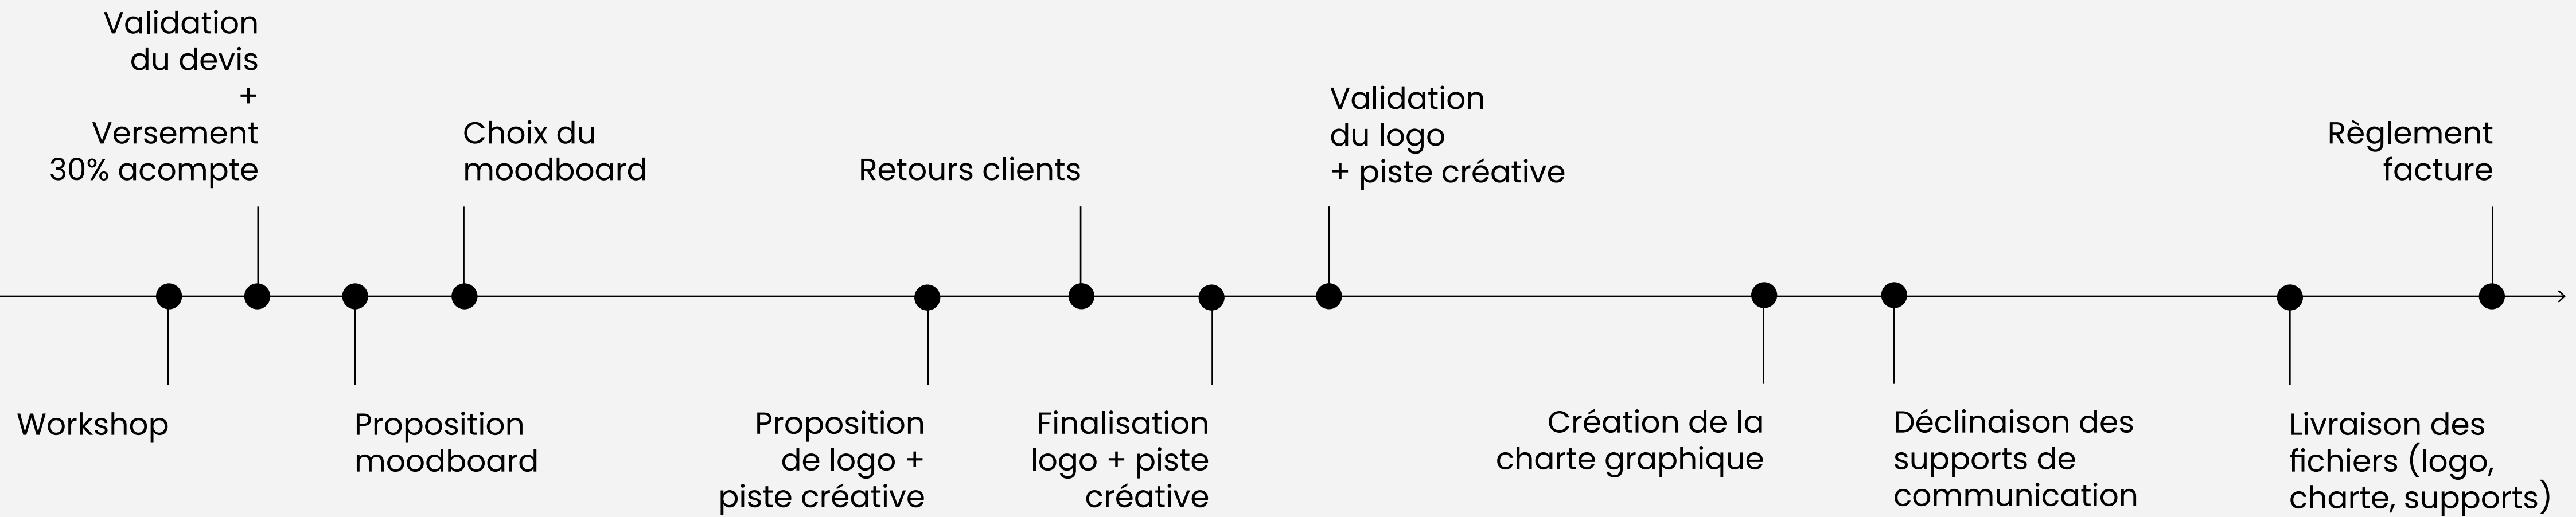 Validation
du devis
+
Versement
30% acompte
Choix du
moodboard
Retours clients
Validation
du logo
+ piste créative
Règlement
facture
Workshop
Proposition
moodboard
Proposition
de logo +
piste créative
Finalisation
logo + piste
créative
Création de la
charte graphique
Déclinaison des
supports de
communication
Livraison des
fichiers (logo,
charte, supports)